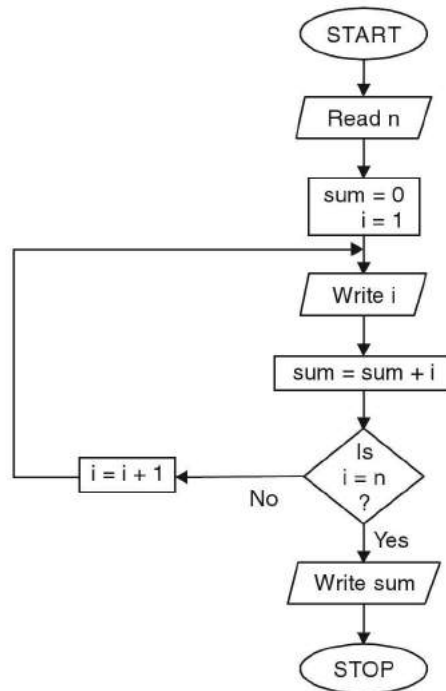 START
Read n
sum = 0
i = 1
Write i
sum = sum + i
Is
i = n
?
No
i = i + 1
Yes
Write sum
STOP